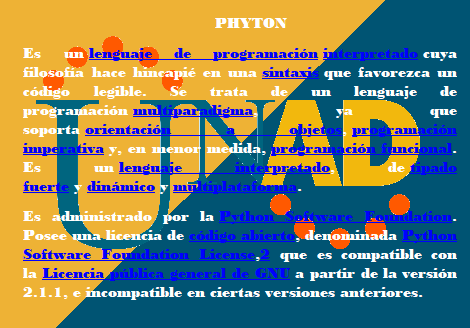 PHYTON
Es un lenguaje de programación interpretado cuya
filosofía hace hincapié en una sintaxis que favorezca un
código legible. Se trata de un lenguaje de
programación multiparadigma, ya que
soporta orientación a objetos, programación
imperativa y, en menor medida, programación funcional.
Es un lenguaje interpretado, de tipado
fuerte y dinámico y multiplataforma.
Es administrado por la Python Software Foundation.
Posee una licencia de código abierto, denominada Python
Software Foundation License,2 que es compatible con
la Licencia pública general de GNU a partir de la versión
2.1.1, e incompatible en ciertas versiones anteriores.
UNAD